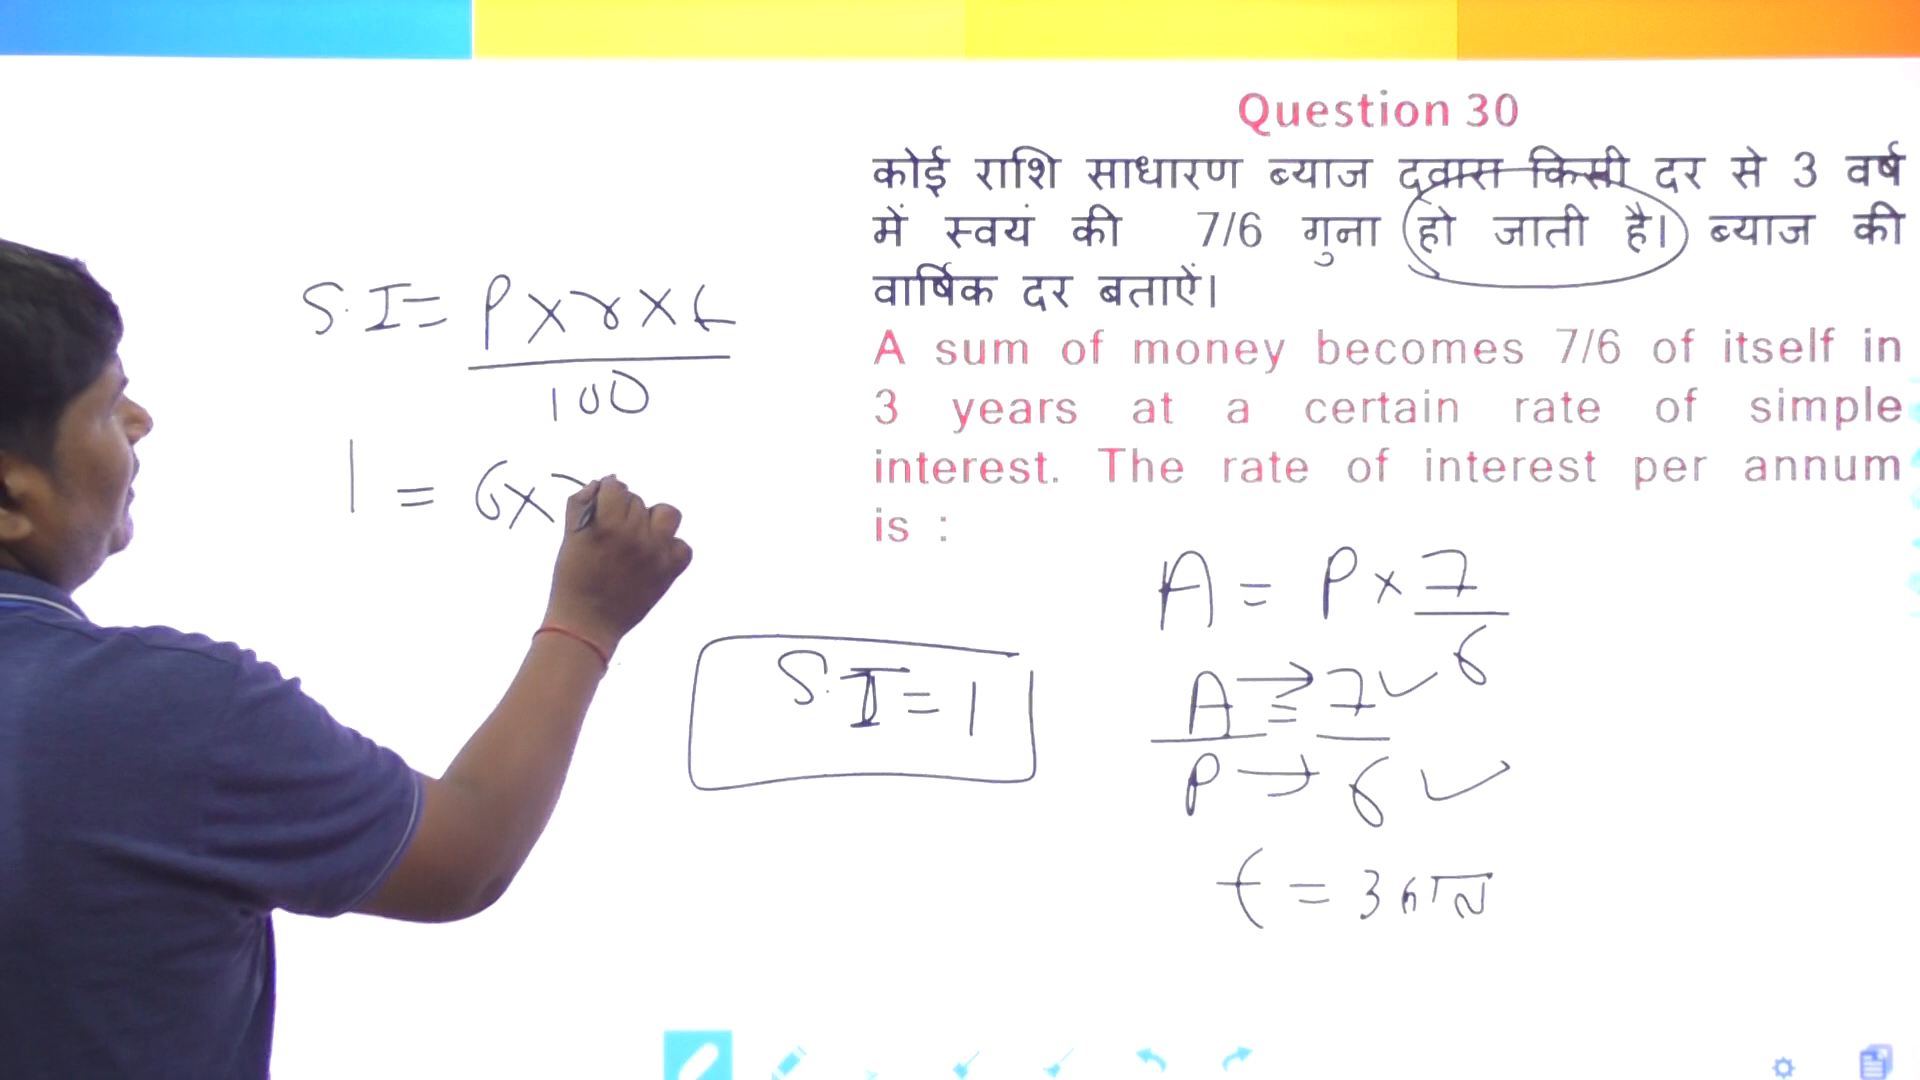 Question 30
कोई राशि साधारण ब्याज द्वारा किसी दर से 3 वर्ष
में स्वयं की 7/6 गुना हो जाती है। ब्याज की
वार्षिक दर बताऐं।
A sum of money becomes 7/6 of itself in
3 years at a certain rate of simple
interest. The rate of interest per annum
is :
S.I = P×r×t
100
1 = 6×r
S.I = 1
A = P × 7
6
A → = 7
P → 6
t = 3 साल